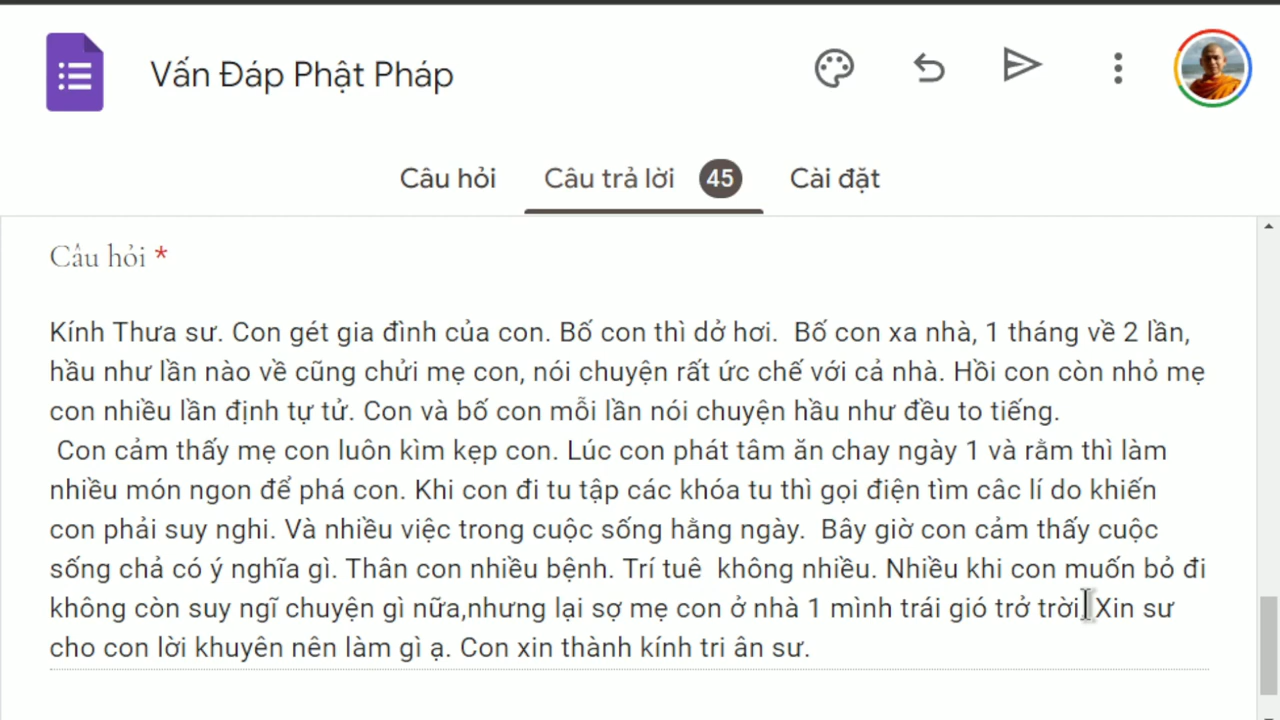 Vấn Đáp Phật Pháp
Câu hỏi
Câu trả lời
45
Cài đặt
Câu hỏi *
Kính Thưa sư. Con gét gia đình của con. Bố con thì dở hơi.  Bố con xa nhà, 1 tháng về 2 lần,
hầu như lần nào về cũng chửi mẹ con, nói chuyện rất ức chế với cả nhà. Hồi con còn nhỏ mẹ
con nhiều lần định tự tử. Con và bố con mỗi lần nói chuyện hầu như đều to tiếng.
Con cảm thấy mẹ con luôn kìm kẹp con. Lúc con phát tâm ăn chay ngày 1 và rằm thì làm
nhiều món ngon để phá con. Khi con đi tu tập các khóa tu thì gọi điện tìm câc lí do khiến
con phải suy nghi. Và nhiều việc trong cuộc sống hằng ngày.  Bây giờ con cảm thấy cuộc
sống chả có ý nghĩa gì. Thân con nhiều bệnh. Trí tuê  không nhiều. Nhiều khi con muốn bỏ đi
không còn suy ngĩ chuyện gì nữa,nhưng lại sợ mẹ con ở nhà 1 mình trái gió trở trời. Xin sư
cho con lời khuyên nên làm gì ạ. Con xin thành kính tri ân sư.